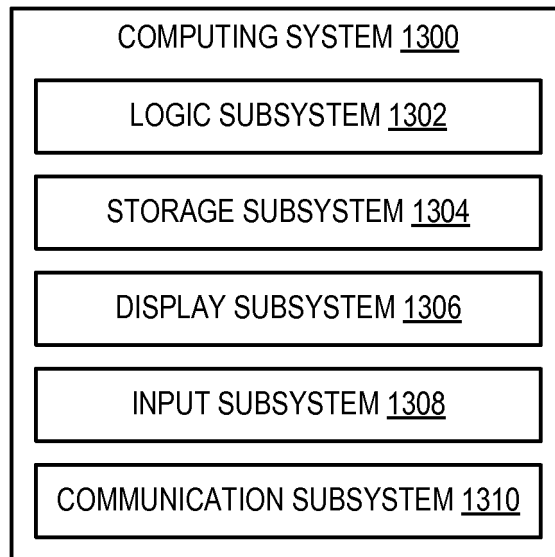 COMPUTING SYSTEM 1300
LOGIC SUBSYSTEM 1302
STORAGE SUBSYSTEM 1304
DISPLAY SUBSYSTEM 1306
INPUT SUBSYSTEM 1308
COMMUNICATION SUBSYSTEM 1310